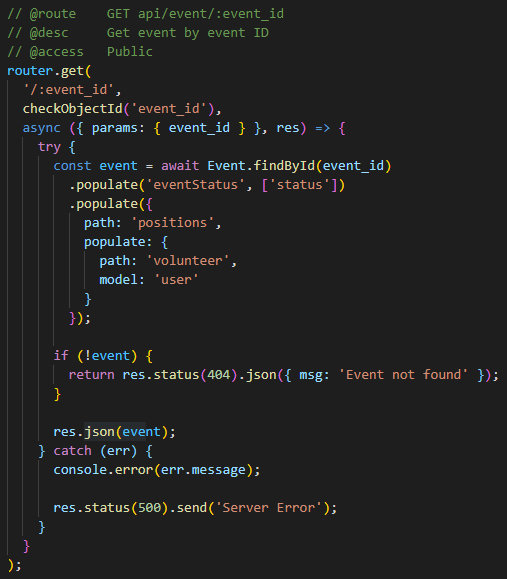 // @route    GET api/event/:event_id
// @desc     Get event by event ID
// @access   Public
router.get(
  '/:event_id',
  checkObjectId('event_id'),
  async ({ params: { event_id } }, res) => {
    try {
      const event = await Event.findById(event_id)
        .populate('eventStatus', ['status'])
        .populate({
          path: 'positions',
          populate: {
            path: 'volunteer',
            model: 'user'
          }
        });

      if (!event) {
        return res.status(404).json({ msg: 'Event not found' });
      }

      res.json(event);
    } catch (err) {
      console.error(err.message);

      res.status(500).send('Server Error');
    }
  }
);